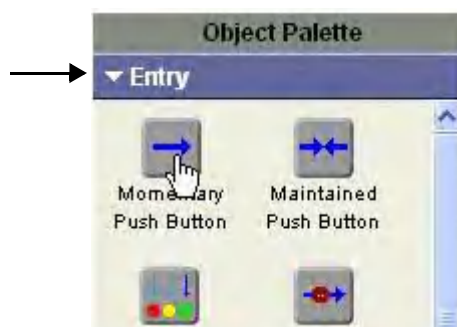 Object Palette
Entry
Momentary
Push Button
Maintained
Push Button